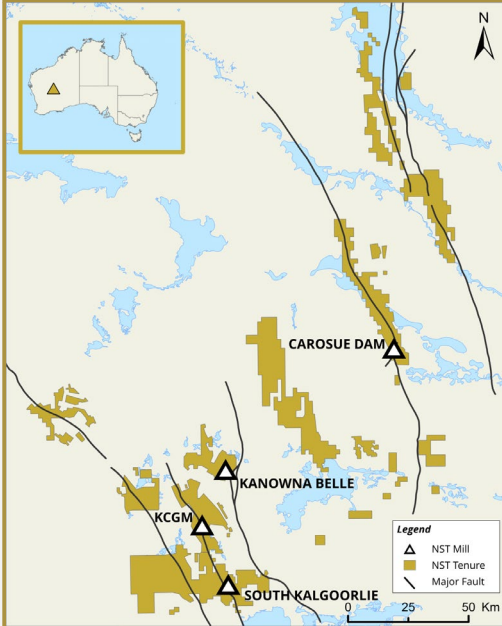 N
CAROSUE DAM
KANOWNA BELLE
KCGM
SOUTH KALGOORLIE
Legend
NST Mill
NST Tenure
Major Fault
0 25 50 Km